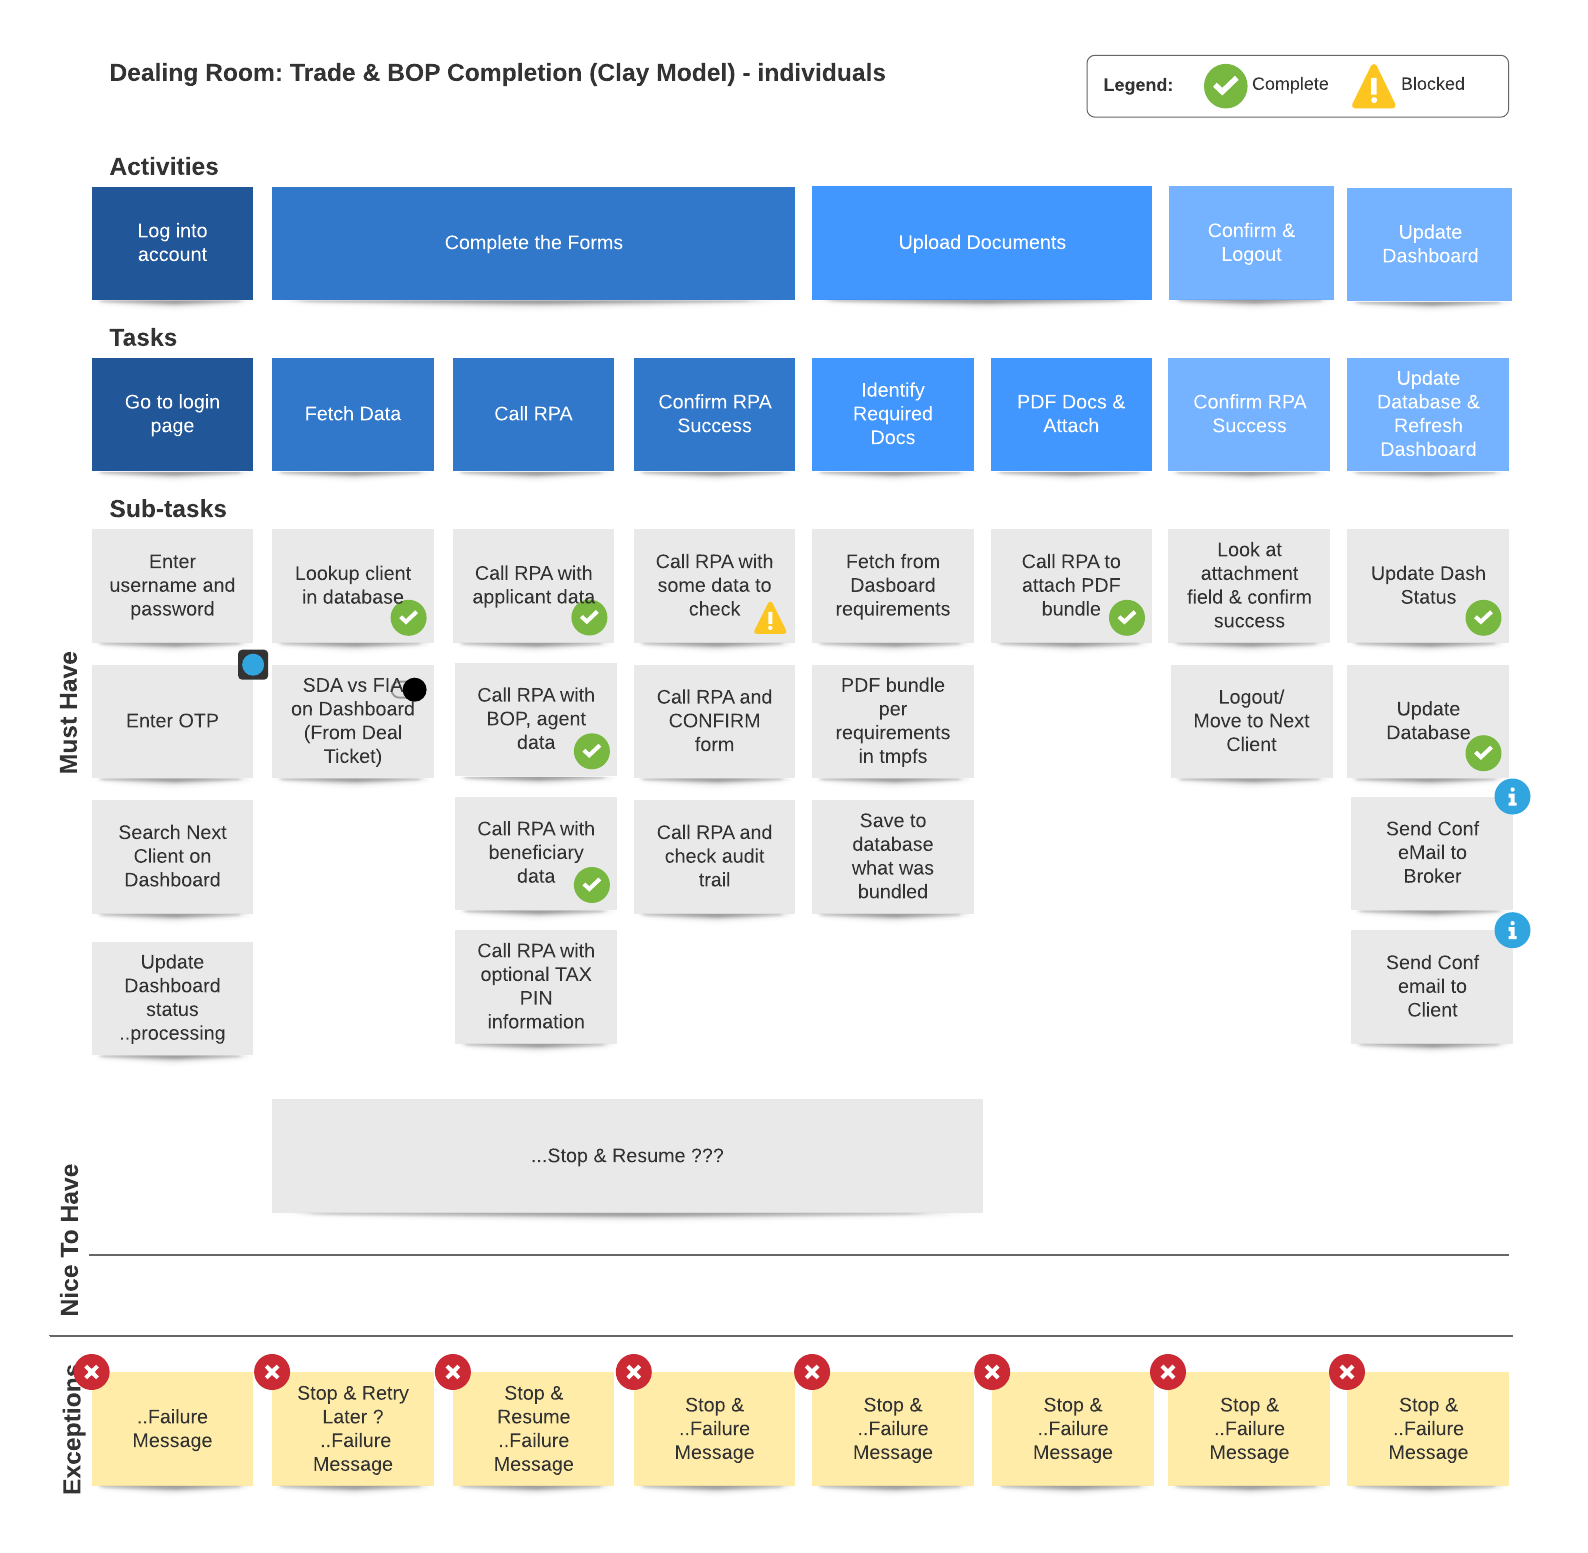 Dealing Room: Trade & BOP Completion (Clay Model) - individuals
Legend:
Complete
Blocked
Activities
Log into
account
Complete the Forms
Upload Documents
Confirm &
Logout
Update
Dashboard
Tasks
Go to login
page
Fetch Data
Call RPA
Confirm RPA
Success
Identify
Required
Docs
PDF Docs &
Attach
Confirm RPA
Success
Update
Database &
Refresh
Dashboard
Sub-tasks
Must Have
Enter
username and
password
Lookup client
in database
Call RPA with
applicant data
Call RPA with
some data to
check
Fetch from
Dasboard
requirements
Call RPA to
attach PDF
bundle
Look at
attachment
field & confirm
success
Update Dash
Status
Enter OTP
SDA vs FIA
on Dashboard
(From Deal
Ticket)
Call RPA with
BOP, agent
data
Call RPA and
CONFIRM
form
PDF bundle
per
requirements
in tmpfs
Logout/
Move to Next
Client
Update
Database
Search Next
Client on
Dashboard
Call RPA with
beneficiary
data
Call RPA and
check audit
trail
Save to
database
what was
bundled
Send Conf
eMail to
Broker
Update
Dashboard
status
..processing
Call RPA with
optional TAX
PIN
information
Send Conf
email to
Client
...Stop & Resume ???
Nice To Have
Exceptions
..Failure
Message
Stop & Retry
Later ?
..Failure
Message
Stop &
Resume
..Failure
Message
Stop &
..Failure
Message
Stop &
..Failure
Message
Stop &
..Failure
Message
Stop &
..Failure
Message
Stop &
..Failure
Message